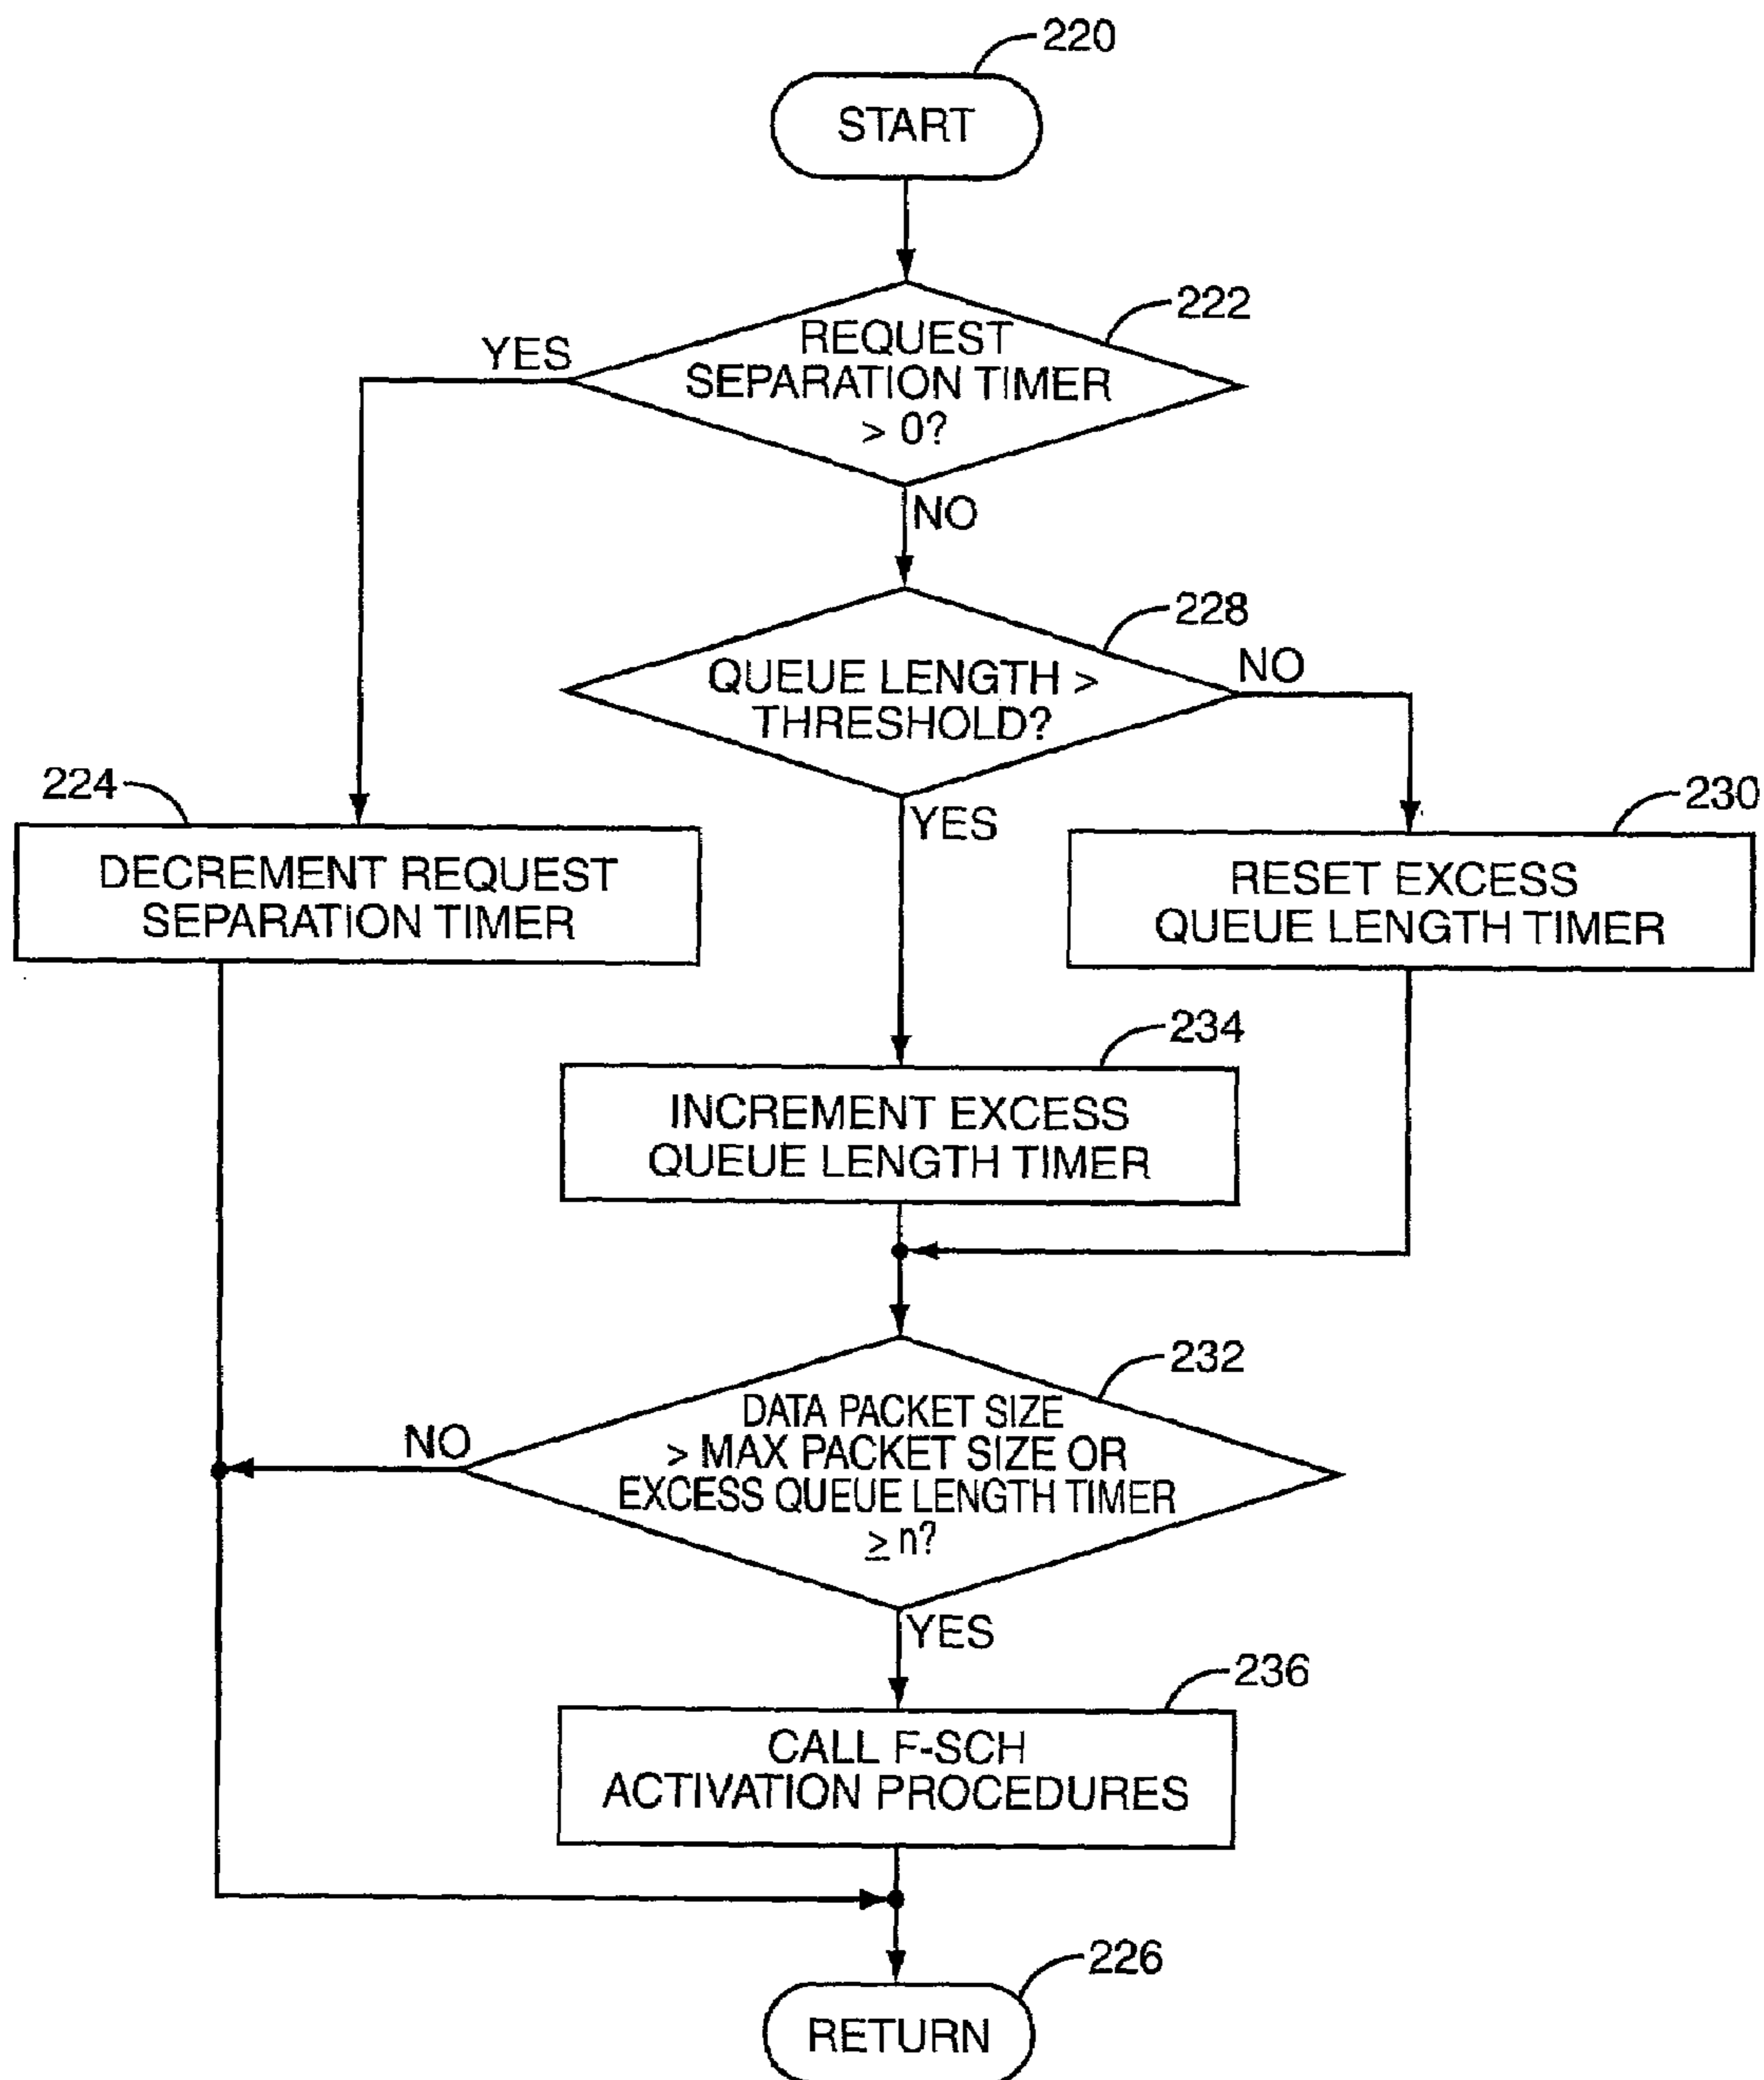 220
START
222
REQUEST
SEPARATION TIMER
> 0?
YES
NO
228
QUEUE LENGTH >
THRESHOLD?
NO
YES
224
DECREMENT REQUEST
SEPARATION TIMER
230
RESET EXCESS
QUEUE LENGTH TIMER
234
INCREMENT EXCESS
QUEUE LENGTH TIMER
232
DATA PACKET SIZE
> MAX PACKET SIZE OR
EXCESS QUEUE LENGTH TIMER
≥ n?
NO
YES
236
CALL F-SCH
ACTIVATION PROCEDURES
226
RETURN